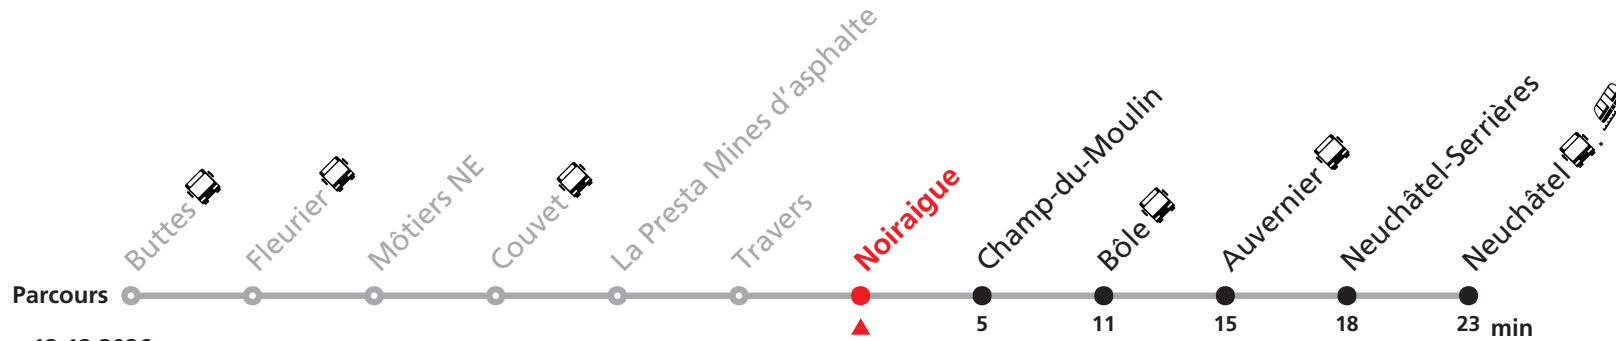 Buttes
Fleurier
Môtiers NE
Couvet
La Presta Mines d'asphalte
Travers
Noiraigue
Champ-du-Moulin
Bôle
Auvernier
Neuchâtel-Serrières
Neuchâtel
Parcours
5 11 15 18 23 min